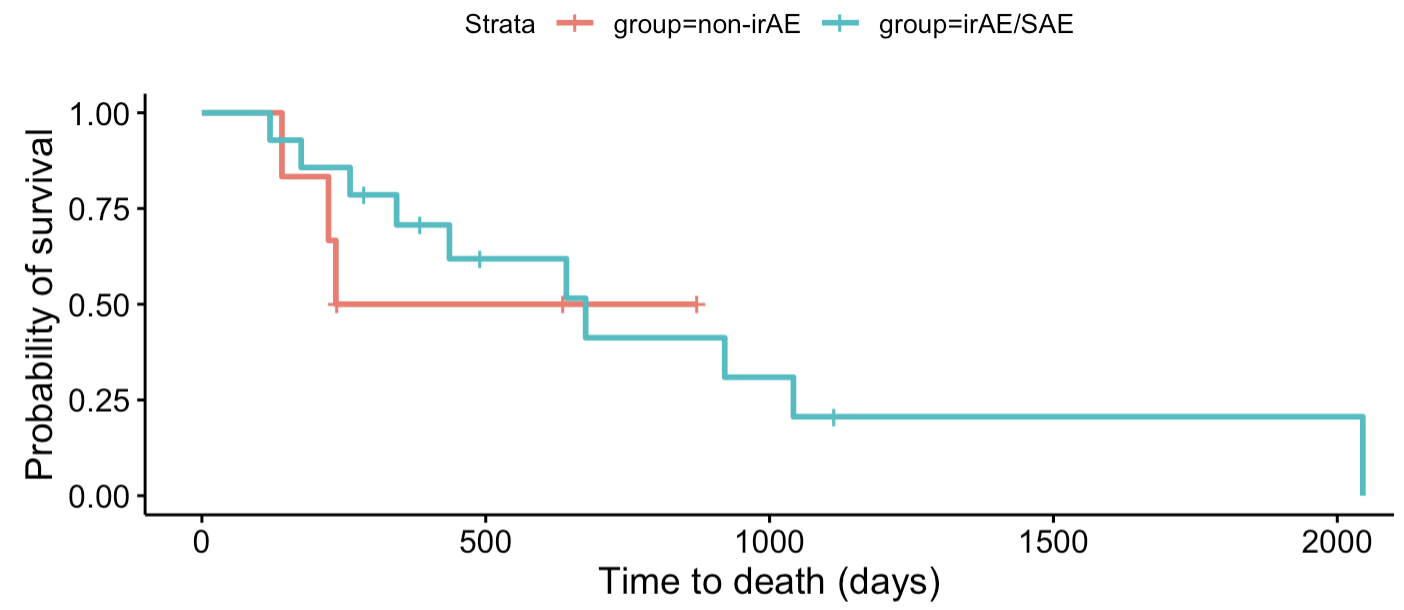 Strata group=non-irAE group=irAE/SAE
Probability of survival
1.00
0.75
0.50
0.25
0.00
0 500 1000 1500 2000
Time to death (days)